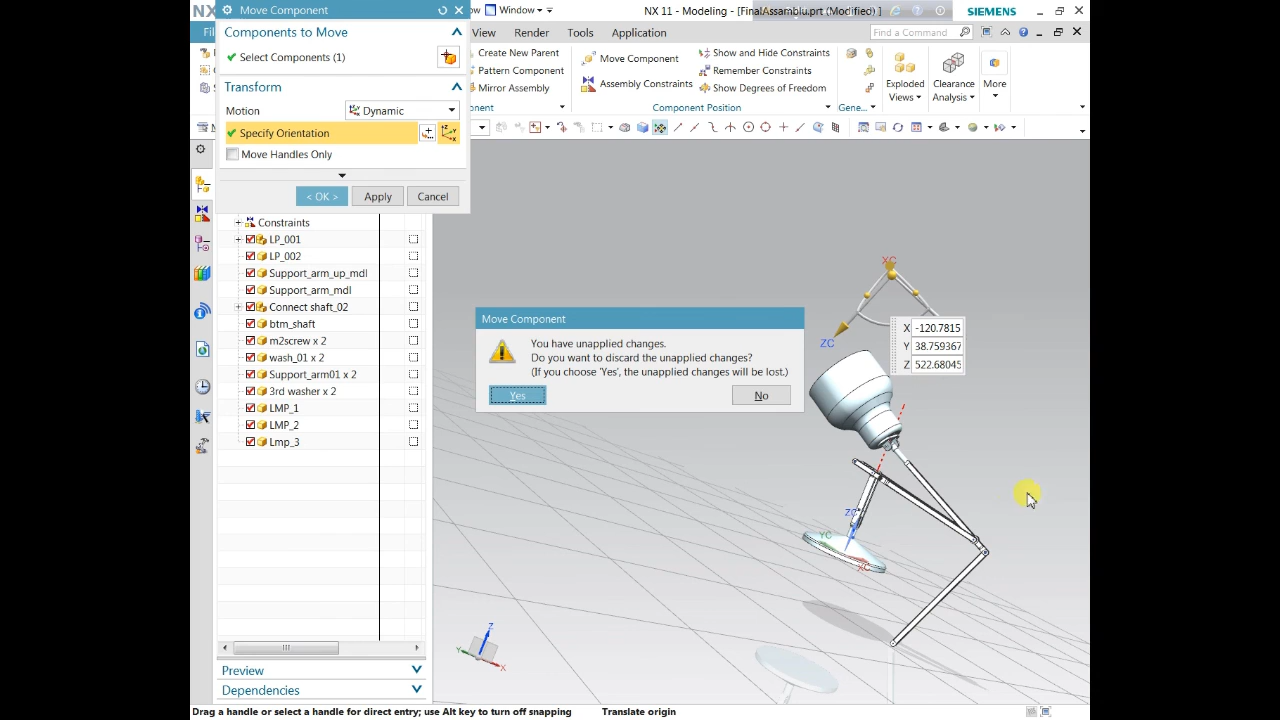 NX
Move Component
Window
NX 11 - Modeling - [FinalAssamblu.prt (Modified) ]
SIEMENS
Components to Move
Select Components (1)
Transform
Motion
Dynamic
Specify Orientation
Move Handles Only
< OK >
Apply
Cancel
View
Render
Tools
Application
Find a Command
Create New Parent
Pattern Component
Mirror Assembly
Move Component
Assembly Constraints
Show and Hide Constraints
Remember Constraints
Show Degrees of Freedom
Component Position
Gene...
Exploded
Views
Clearance
Analysis
More
Constraints
LP_001
LP_002
Support_arm_up_mdl
Support_arm_mdl
Connect shaft_02
btm_shaft
m2screw x 2
wash_01 x 2
Support_arm01 x 2
3rd washer x 2
LMP_1
LMP_2
Lmp_3
Move Component
You have unapplied changes.
Do you want to discard the unapplied changes?
(If you choose 'Yes', the unapplied changes will be lost.)
Yes
No
XC
ZC
X -120.7815
Y 38.759367
Z 522.68045
ZC
YC
XC
Z
Y
X
Preview
Dependencies
Drag a handle or select a handle for direct entry; use Alt key to turn off snapping
Translate origin